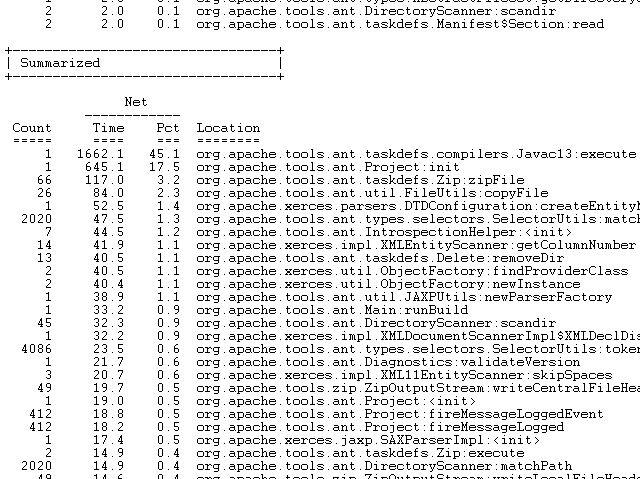 2 2.0 0.1 org.apache.tools.ant.DirectoryScanner:scandir
2 2.0 0.1 org.apache.tools.ant.taskdefs.Manifest$Section:read
+----------------------------------+
| Summarized |
+----------------------------------+
Net
------------
Count Time Pct Location
===== ==== === ========
1 1662.1 45.1 org.apache.tools.ant.taskdefs.compilers.Javac13:execute
1 645.1 17.5 org.apache.tools.ant.Project:init
66 117.0 3.2 org.apache.tools.ant.taskdefs.Zip:zipFile
26 84.0 2.3 org.apache.tools.ant.util.FileUtils:copyFile
1 52.5 1.4 org.apache.xerces.parsers.DTDConfiguration:createEntityM
2020 47.5 1.3 org.apache.tools.ant.types.selectors.SelectorUtils:match
7 44.5 1.2 org.apache.tools.ant.IntrospectionHelper:<init>
14 41.9 1.1 org.apache.xerces.impl.XMLEntityScanner:getColumnNumber
13 40.5 1.1 org.apache.tools.ant.taskdefs.Delete:removeDir
2 40.5 1.1 org.apache.xerces.util.ObjectFactory:findProviderClass
2 40.4 1.1 org.apache.xerces.util.ObjectFactory:newInstance
1 38.9 1.1 org.apache.tools.ant.util.JAXPUtils:newParserFactory
1 33.2 0.9 org.apache.tools.ant.Main:runBuild
45 32.3 0.9 org.apache.tools.ant.DirectoryScanner:scandir
1 32.2 0.9 org.apache.xerces.impl.XMLDocumentScannerImpl$XMLDeclDis
4086 23.5 0.6 org.apache.tools.ant.types.selectors.SelectorUtils:token
1 21.7 0.6 org.apache.tools.ant.Diagnostics:validateVersion
3 20.7 0.6 org.apache.xerces.impl.XML11EntityScanner:skipSpaces
49 19.7 0.5 org.apache.tools.zip.ZipOutputStream:writeCentralFileHea
1 19.0 0.5 org.apache.tools.ant.Project:<init>
412 18.8 0.5 org.apache.tools.ant.Project:fireMessageLoggedEvent
412 18.2 0.5 org.apache.tools.ant.Project:fireMessageLogged
1 17.4 0.5 org.apache.xerces.jaxp.SAXParserImpl:<init>
2 14.9 0.4 org.apache.tools.ant.taskdefs.Zip:execute
2020 14.9 0.4 org.apache.tools.ant.DirectoryScanner:matchPath
49 14.6 0.4 org.apache.tools.zip.ZipOutputStream:writeLocalFileHeade